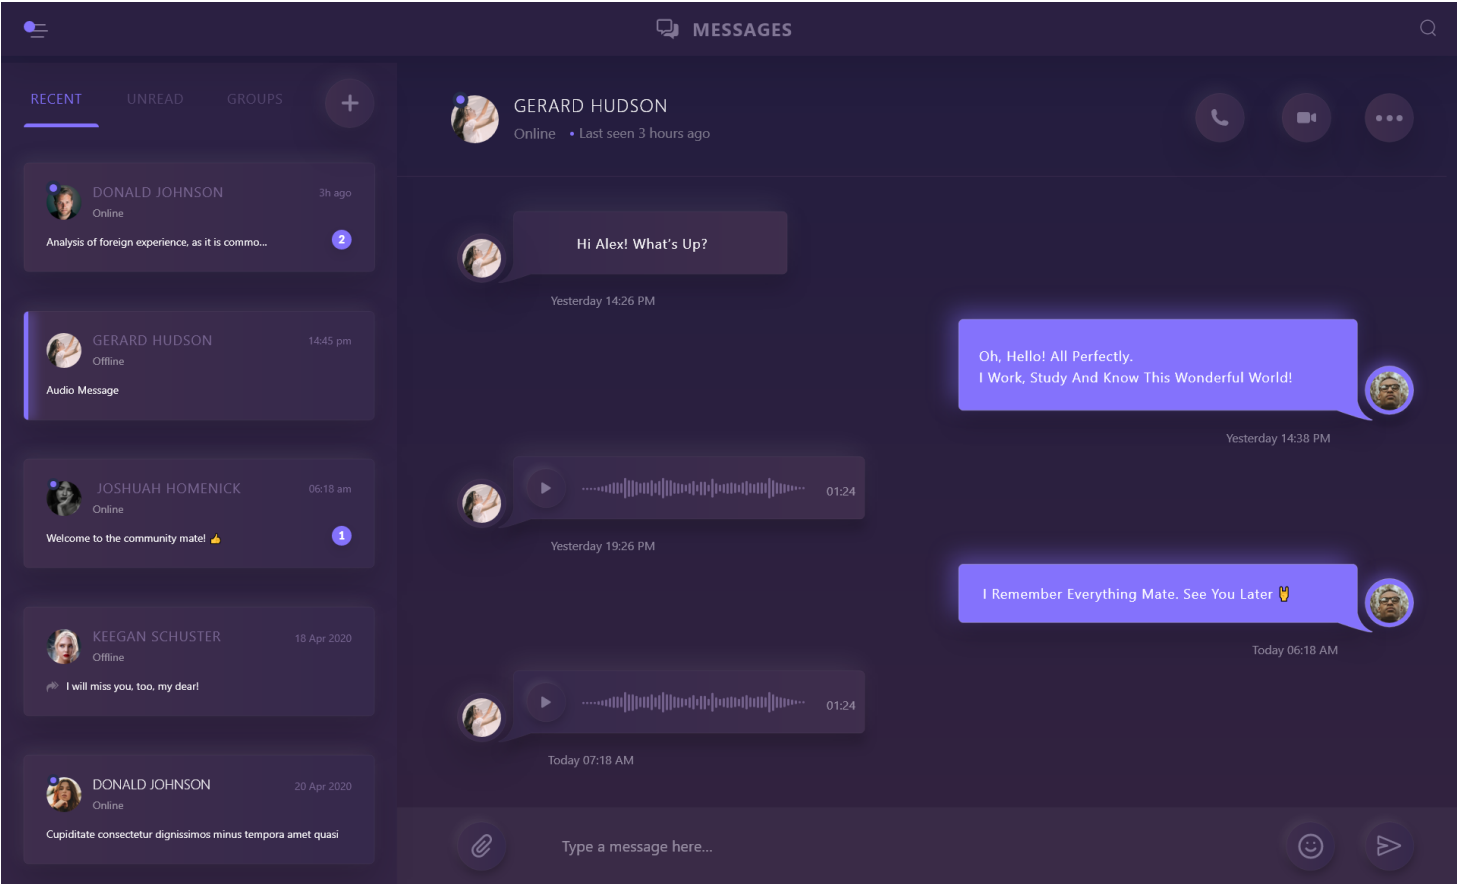 MESSAGES
RECENT
UNREAD
GROUPS
DONALD JOHNSON
3h ago
Online
Analysis of foreign experience, as it is commo...
2
GERARD HUDSON
14:45 pm
Offline
Audio Message
JOSHUAH HOMENICK
06:18 am
Online
Welcome to the community mate! 👍
1
KEEGAN SCHUSTER
18 Apr 2020
Offline
I will miss you, too, my dear!
DONALD JOHNSON
20 Apr 2020
Online
Cupiditate consectetur dignissimos minus tempora amet quasi
GERARD HUDSON
Online • Last seen 3 hours ago
Hi Alex! What's Up?
Yesterday 14:26 PM
Oh, Hello! All Perfectly.
I Work, Study And Know This Wonderful World!
Yesterday 14:38 PM
01:24
Yesterday 19:26 PM
I Remember Everything Mate. See You Later 🤘
Today 06:18 AM
01:24
Today 07:18 AM
Type a message here...